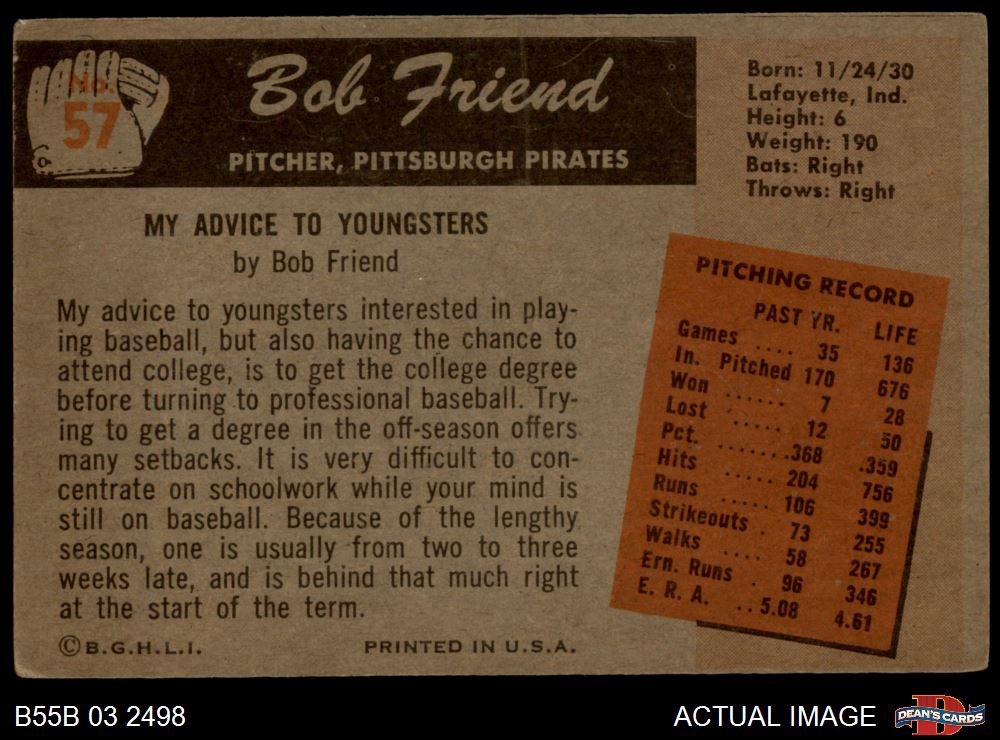 No.
57
Bob Friend
PITCHER, PITTSBURGH PIRATES
Born: 11/24/30
Lafayette, Ind.
Height: 6
Weight: 190
Bats: Right
Throws: Right
MY ADVICE TO YOUNGSTERS
by Bob Friend
My advice to youngsters interested in play-
ing baseball, but also having the chance to
attend college, is to get the college degree
before turning to professional baseball. Try-
ing to get a degree in the off-season offers
many setbacks. It is very difficult to con-
centrate on schoolwork while your mind is
still on baseball. Because of the lengthy
season, one is usually from two to three
weeks late, and is behind that much right
at the start of the term.
©B.G.H.L.I. PRINTED IN U.S.A.
PITCHING RECORD
PAST YR. LIFE
Games .... 35 136
In. Pitched 170 676
Won ...... 7 28
Lost ..... 12 50
Pct. .......368 .359
Hits ..... 204 756
Runs ..... 106 399
Strikeouts . 73 255
Walks .... 58 267
Ern. Runs . 96 346
E. R. A. ..5.08 4.61
B55B 03 2498
ACTUAL IMAGE
DEAN'S CARDS